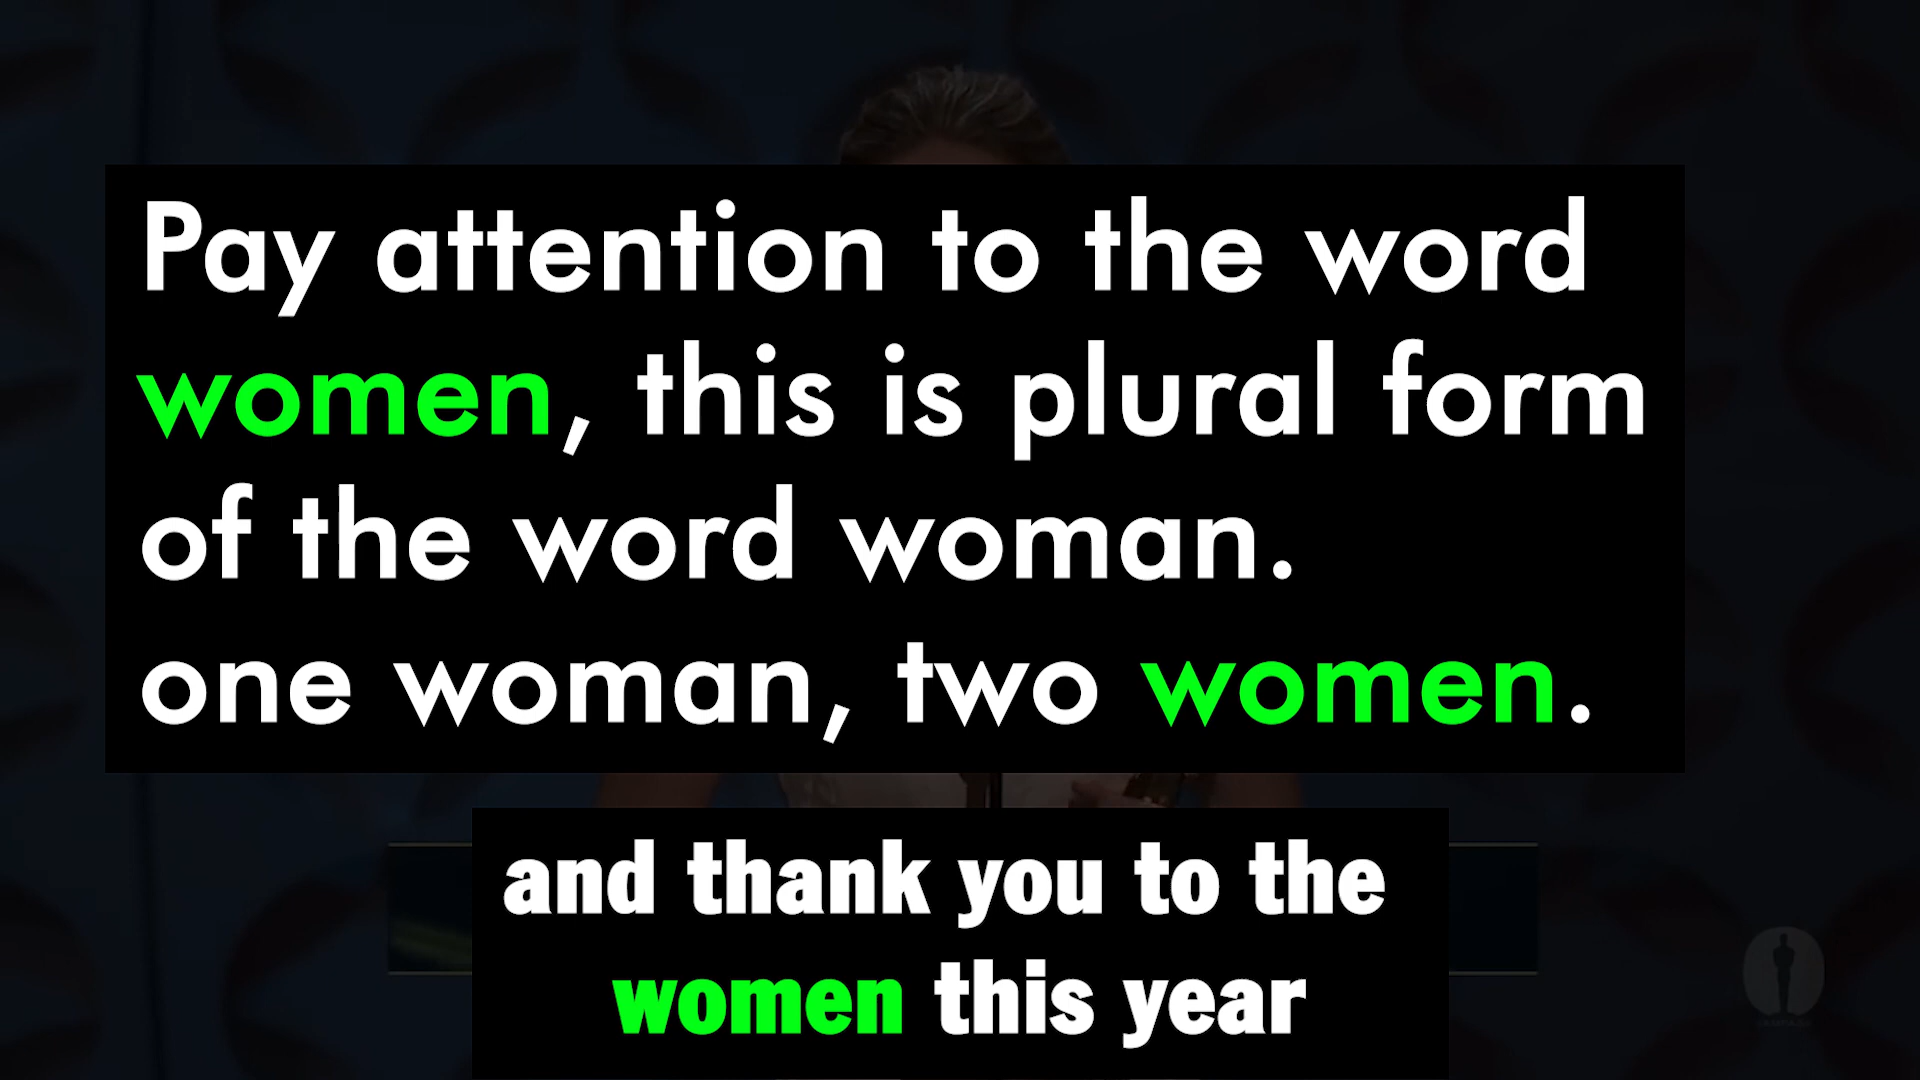 Pay attention to the word
women, this is plural form
of the word woman.
one woman, two women.
and thank you to the
women this year